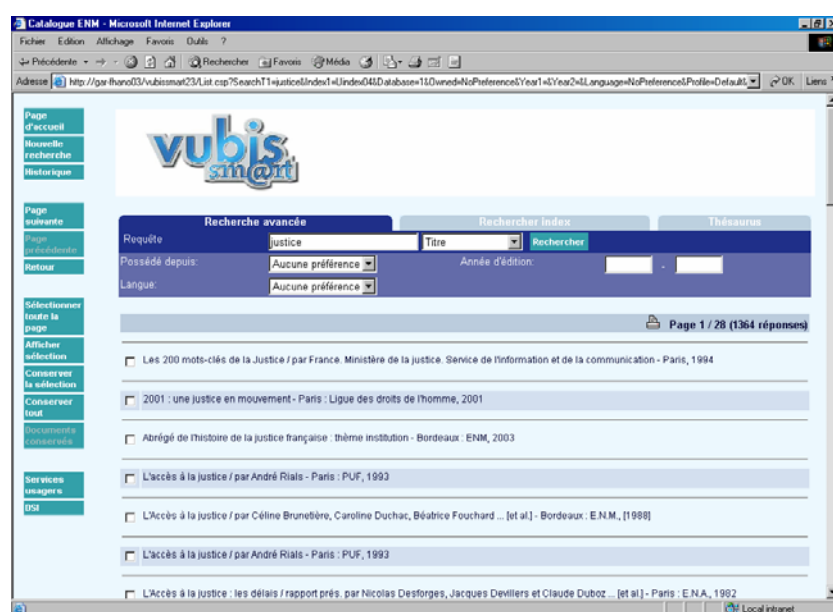 Catalogue ENM - Microsoft Internet Explorer
Fichier Edition Affichage Favoris Outils ?
Précédente Rechercher Favoris Média
Adresse http://gar-fhano03/vubissmart23/List.csp?SearchT1=justice&Index1=Uindex04&Database=1&Owned=NoPreference&Year1=&Year2=&Language=NoPreference&Profile=Default& OK Liens
Page
d'accueil
Nouvelle
recherche
Historique
vubis
sm@rt
Page
suivante
Page
précédente
Retour
Sélectionner
toute la
page
Afficher
sélection
Conserver
la sélection
Conserver
tout
Documents
conservés
Services
usagers
DSI
Recherche avancée Rechercher index Thésaurus
Requête justice Titre Rechercher
Possédé depuis: Aucune préférence Année d'édition: -
Langue: Aucune préférence
Page 1 / 28 (1364 réponses)
Les 200 mots-clés de la Justice / par France. Ministère de la justice. Service de l'information et de la communication - Paris, 1994
2001 : une justice en mouvement - Paris : Ligue des droits de l'homme, 2001
Abrégé de l'histoire de la justice française : thème institution - Bordeaux : ENM, 2003
L'accès à la justice / par André Rials - Paris : PUF, 1993
L'Accès à la justice / par Céline Brunetière, Caroline Duchac, Béatrice Fouchard ... [et al.] - Bordeaux : E.N.M., [1988]
L'accès à la justice / par André Rials - Paris : PUF, 1993
L'Accès à la justice : les délais / rapport prés. par Nicolas Desforges, Jacques Devillers et Claude Duboz ... [et al.] - Paris : E.N.A., 1982
Local intranet